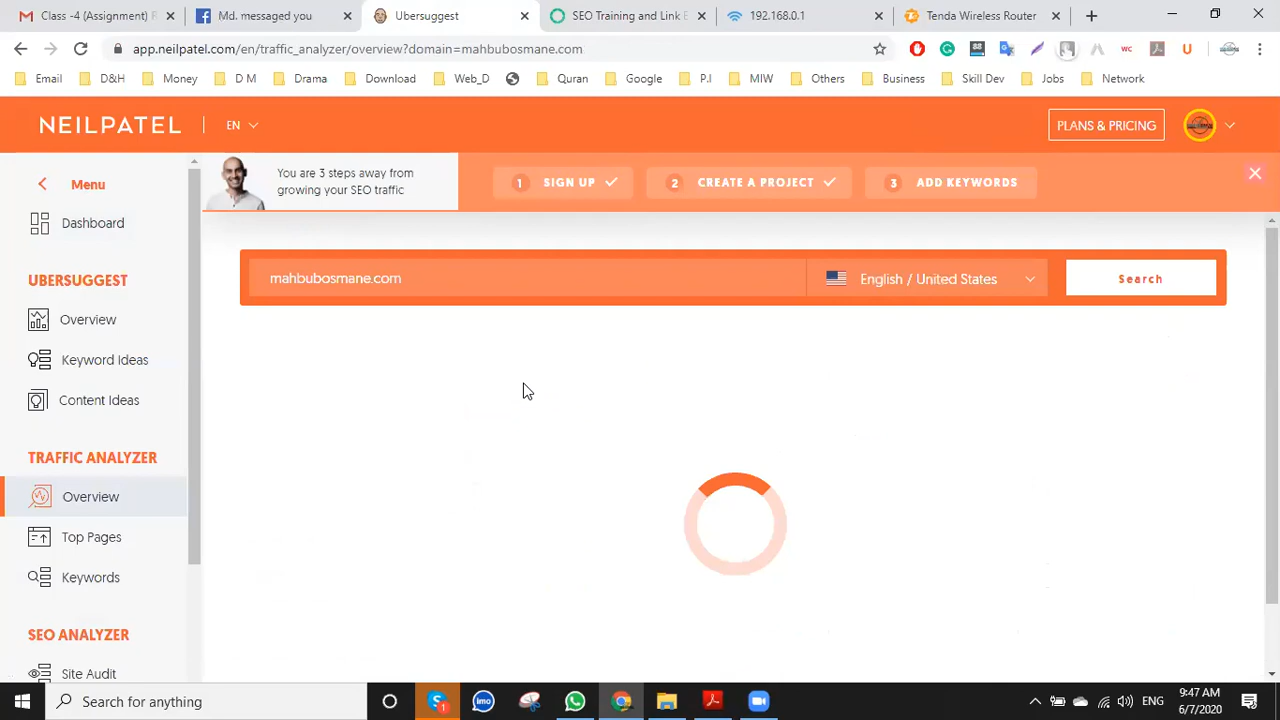 Class -4 (Assignment) R
Md. messaged you
Ubersuggest
SEO Training and Link E
192.168.0.1
Tenda Wireless Router
app.neilpatel.com/en/traffic_analyzer/overview?domain=mahbubosmane.com
Email
D&H
Money
D M
Drama
Download
Web_D
Quran
Google
P.I
MIW
Others
Business
Skill Dev
Jobs
Network
NEILPATEL
EN
PLANS & PRICING
Menu
You are 3 steps away from
growing your SEO traffic
1 SIGN UP
2 CREATE A PROJECT
3 ADD KEYWORDS
Dashboard
mahbubosmane.com
English / United States
Search
UBERSUGGEST
Overview
Keyword Ideas
Content Ideas
TRAFFIC ANALYZER
Overview
Top Pages
Keywords
SEO ANALYZER
Site Audit
Search for anything
ENG
9:47 AM
6/7/2020